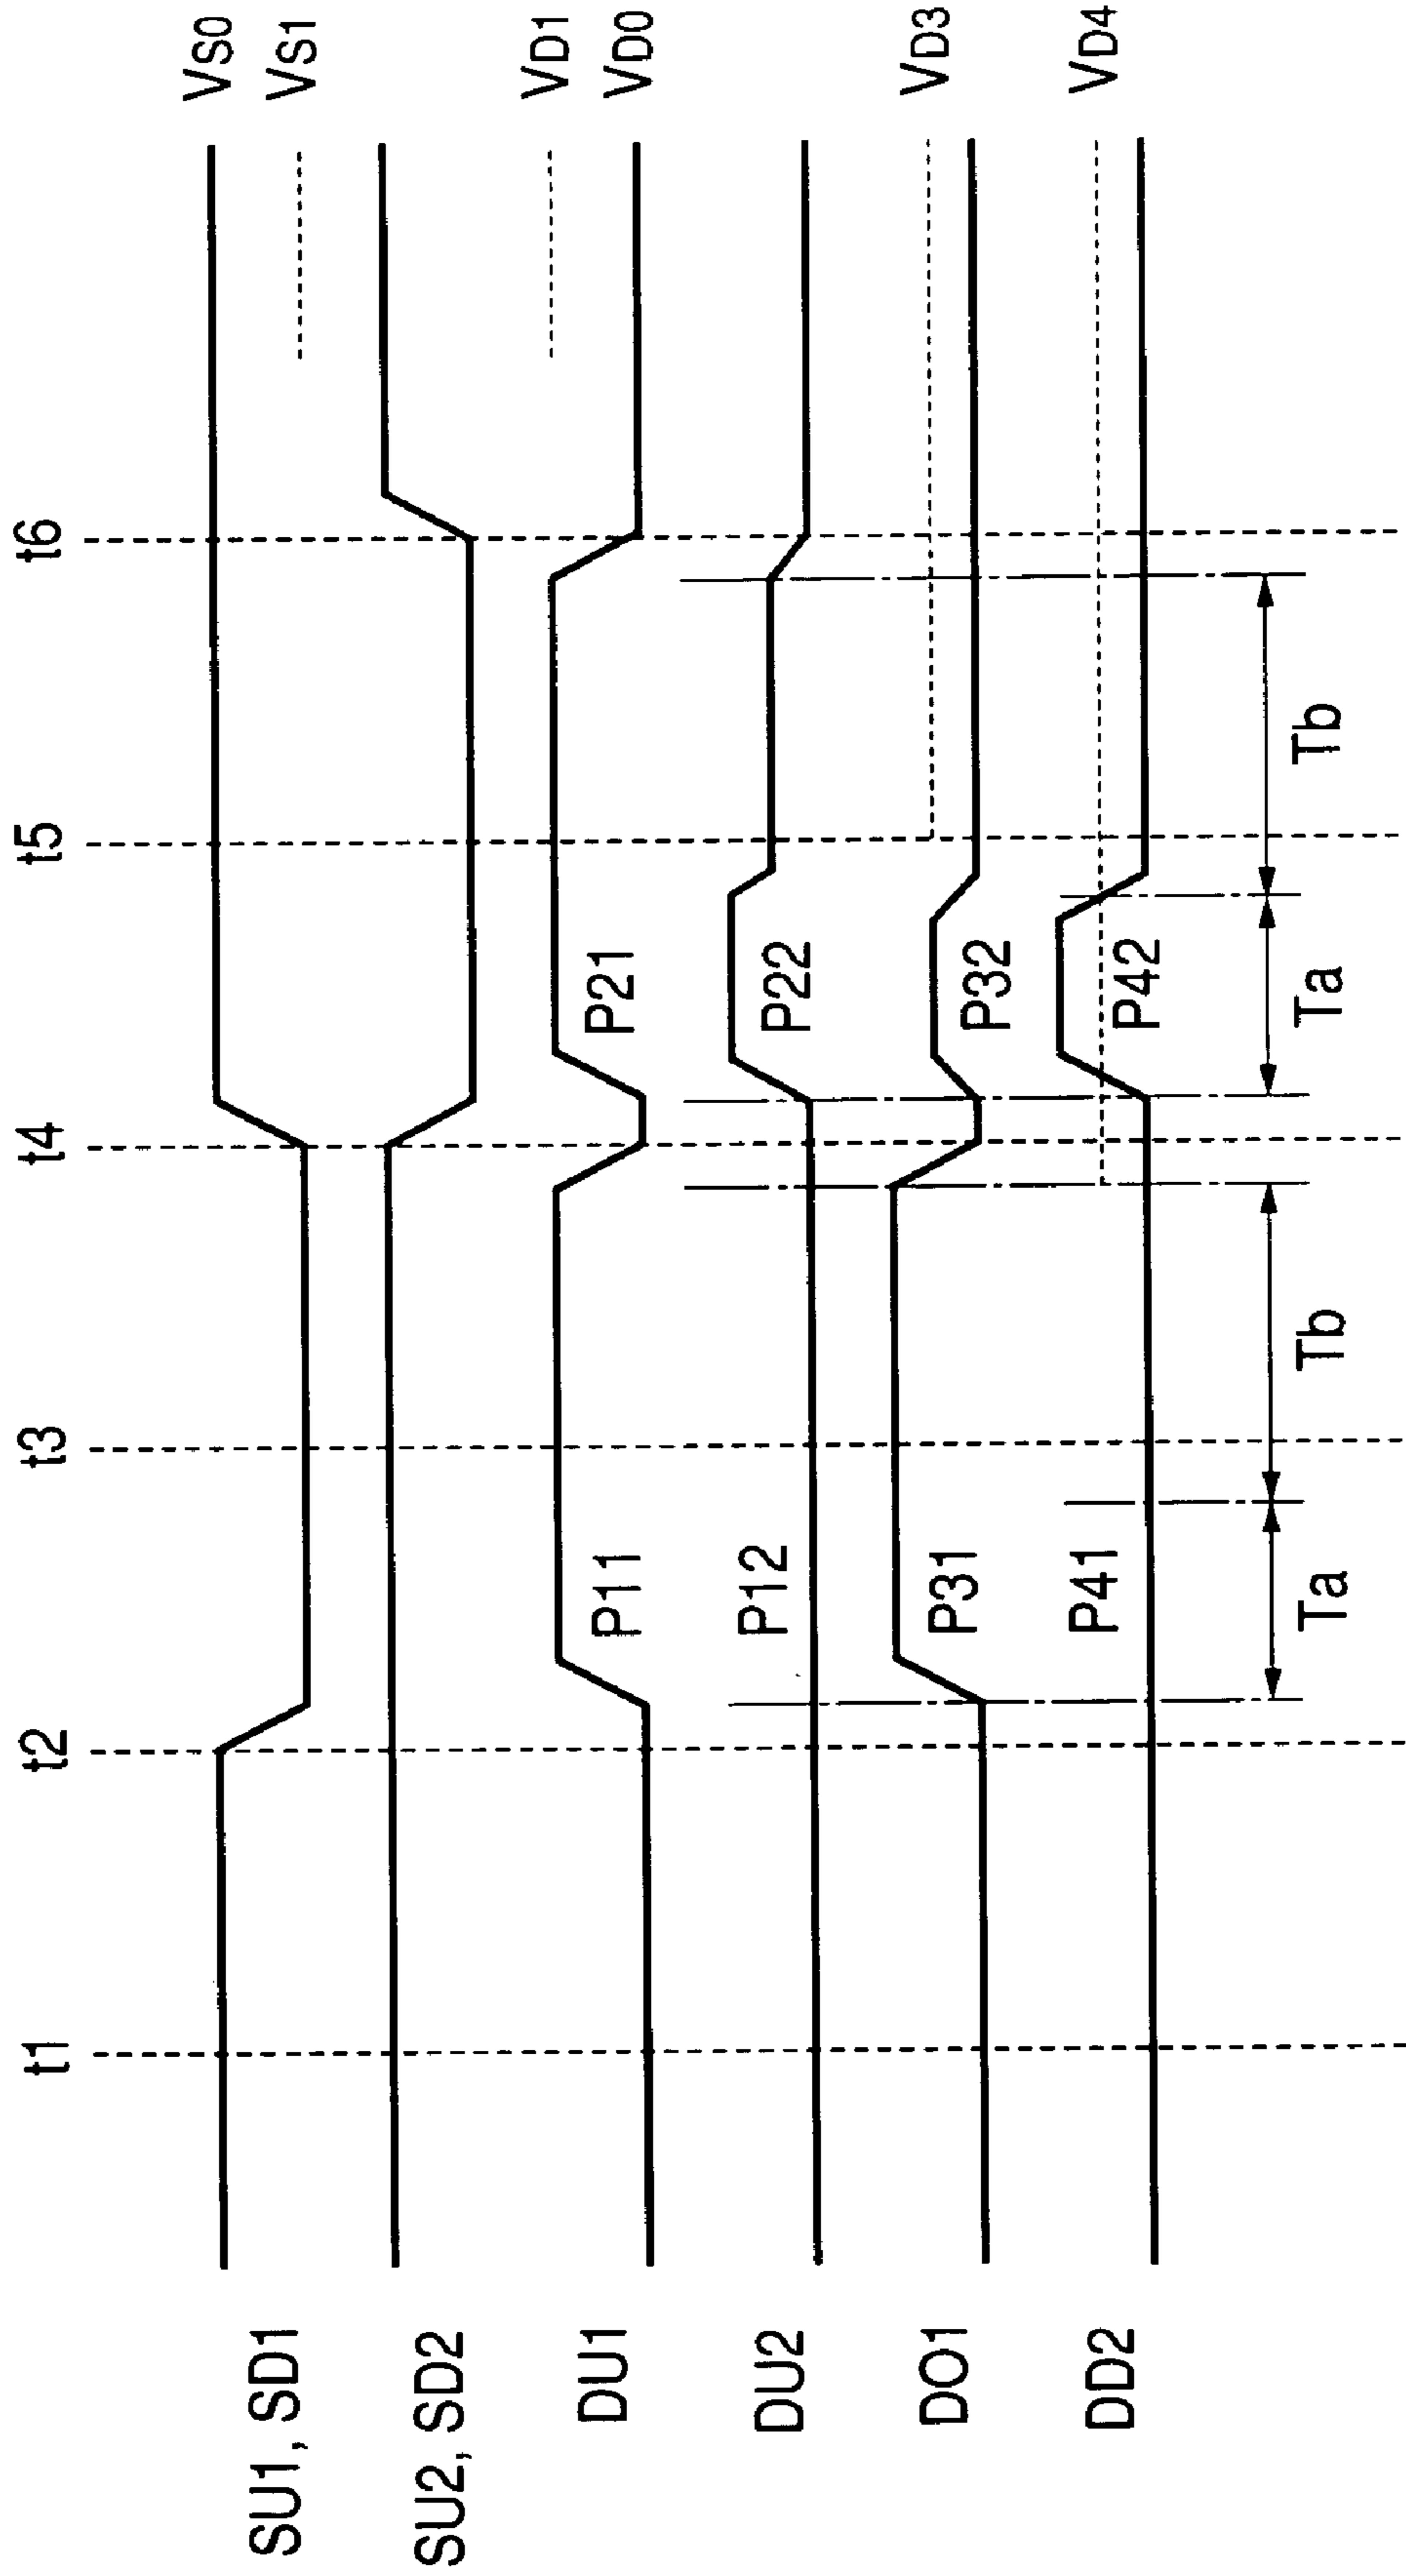 t1 t2 t3 t4 t5 t6
SU1, SD1 VS0
VS1
SU2, SD2
DU1 P11 P21 VD1
VD0
DU2 P12 P22
DO1 P31 P32 VD3
DD2 P41 P42 VD4
Ta Tb Ta Tb